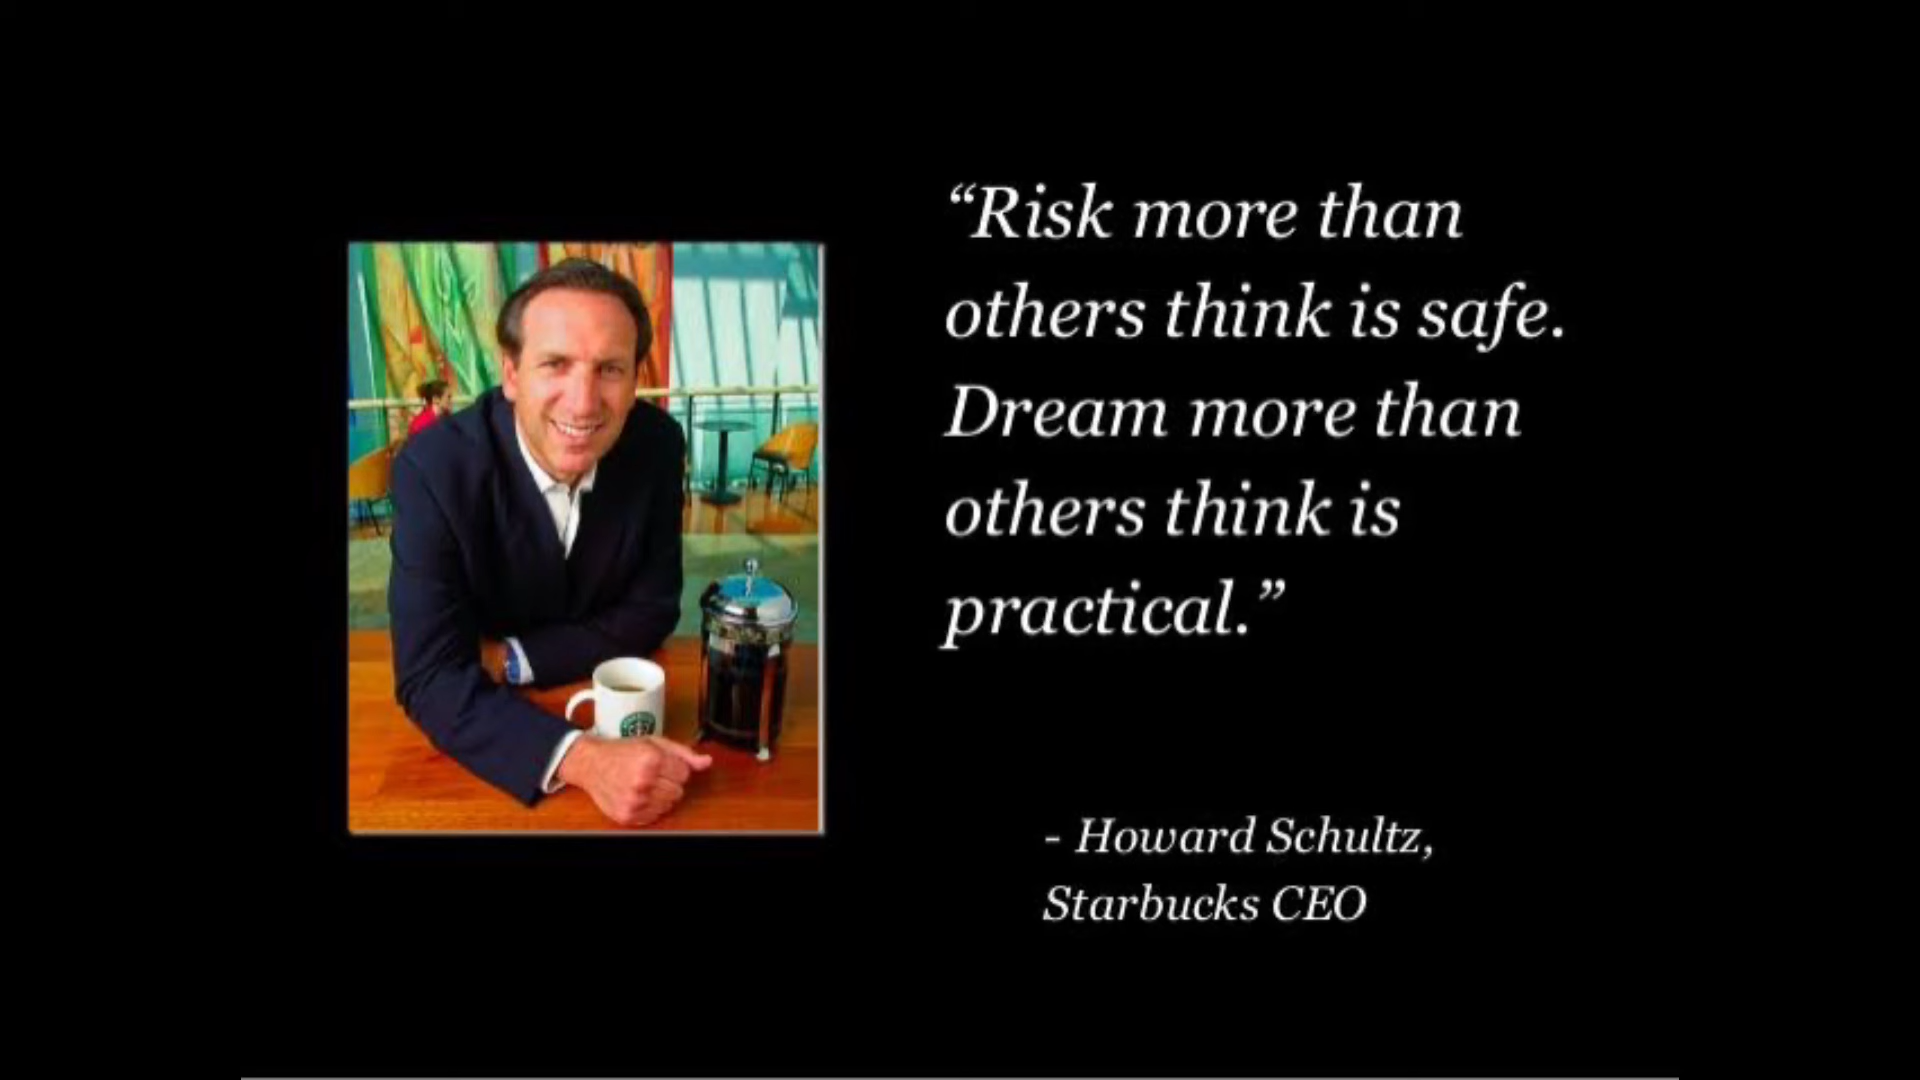 “Risk more than
others think is safe.
Dream more than
others think is
practical.”
- Howard Schultz,
Starbucks CEO